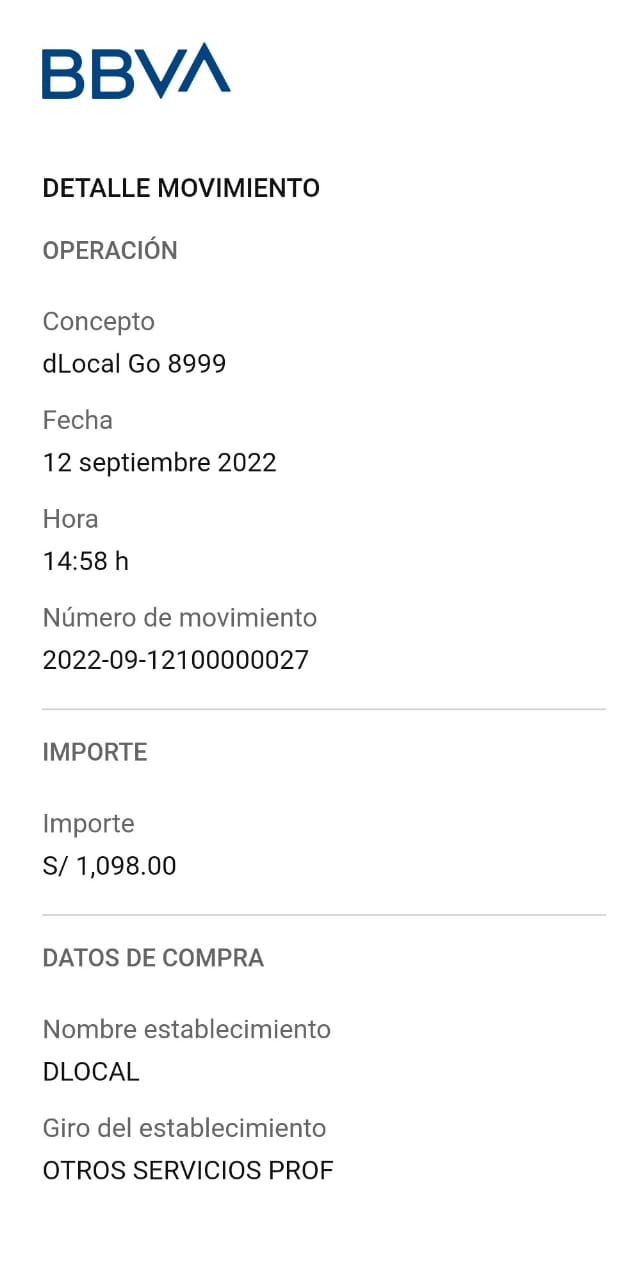 BBVA
DETALLE MOVIMIENTO
OPERACIÓN
Concepto
dLocal Go 8999
Fecha
12 septiembre 2022
Hora
14:58 h
Número de movimiento
2022-09-12100000027
IMPORTE
Importe
S/ 1,098.00
DATOS DE COMPRA
Nombre establecimiento
DLOCAL
Giro del establecimiento
OTROS SERVICIOS PROF